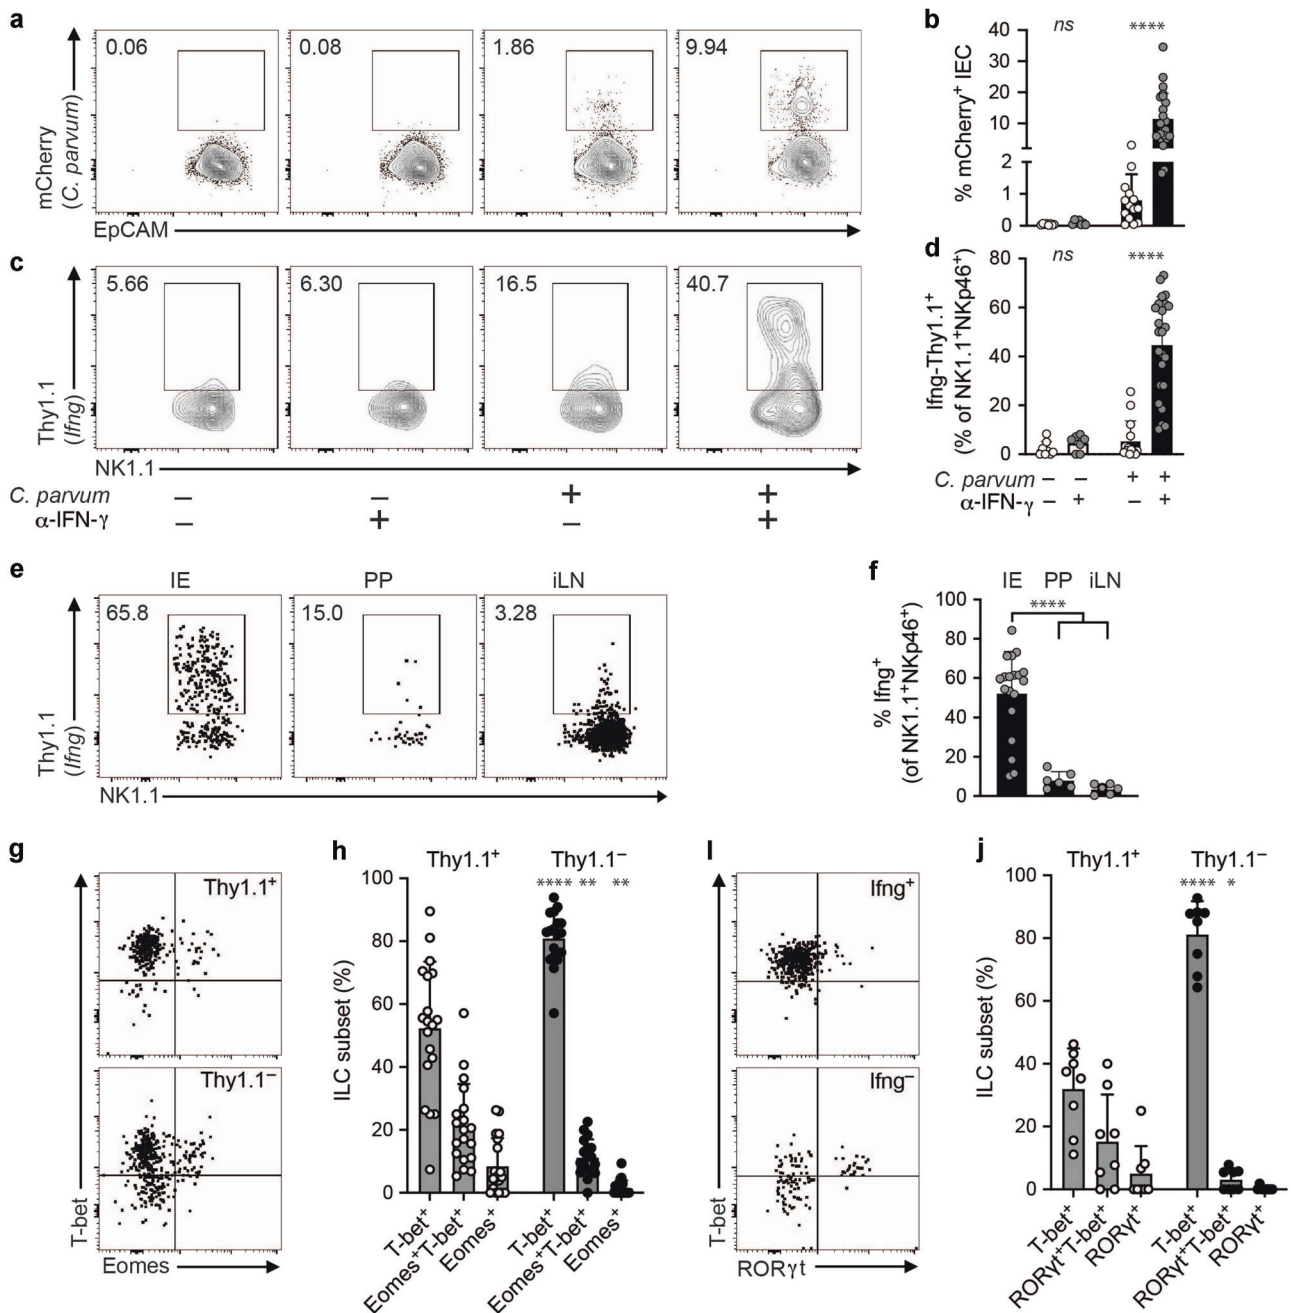 a
0.06
0.08
1.86
9.94
mCherry
(C. parvum)
EpCAM
b
ns
****
40
30
20
10
2
1
0
% mCherry⁺ IEC
c
5.66
6.30
16.5
40.7
Thy1.1
(Ifng)
NK1.1
C. parvum − − + +
α-IFN-γ − + − +
d
ns
****
80
60
40
20
0
Ifng-Thy1.1⁺
(% of NK1.1⁺NKp46⁺)
C. parvum − − + +
α-IFN-γ − + − +
e
IE PP iLN
65.8
15.0
3.28
Thy1.1
(Ifng)
NK1.1
f
IE PP iLN
****
100
80
60
40
20
0
% Ifng⁺
(of NK1.1⁺NKp46⁺)
g
Thy1.1⁺
Thy1.1⁻
T-bet
Eomes
h
Thy1.1⁺ Thy1.1⁻
**** ** **
100
80
60
40
20
0
ILC subset (%)
T-bet⁺
Eomes⁺T-bet⁺
Eomes⁺
T-bet⁺
Eomes⁺T-bet⁺
Eomes⁺
I
Ifng⁺
Ifng⁻
T-bet
RORγt
j
Thy1.1⁺ Thy1.1⁻
**** *
100
80
60
40
20
0
ILC subset (%)
T-bet⁺
RORγt⁺T-bet⁺
RORγt⁺
T-bet⁺
RORγt⁺T-bet⁺
RORγt⁺